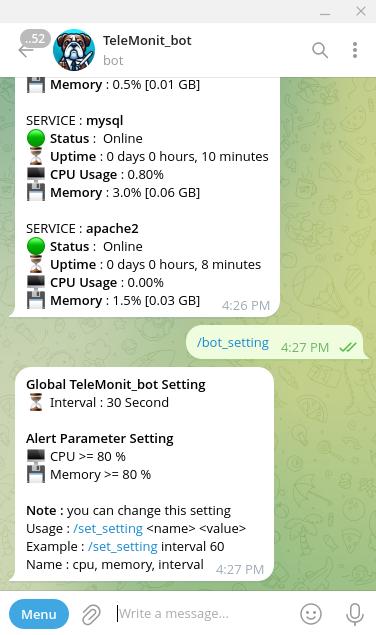 ..52
TeleMonit_bot
bot
Memory : 0.5% [0.01 GB]
SERVICE : mysql
Status : Online
Uptime : 0 days 0 hours, 10 minutes
CPU Usage : 0.80%
Memory : 3.0% [0.06 GB]
SERVICE : apache2
Status : Online
Uptime : 0 days 0 hours, 8 minutes
CPU Usage : 0.00%
Memory : 1.5% [0.03 GB]
4:26 PM
/bot_setting 4:27 PM
Global TeleMonit_bot Setting
Interval : 30 Second
Alert Parameter Setting
CPU >= 80 %
Memory >= 80 %
Note : you can change this setting
Usage : /set_setting <name> <value>
Example : /set_setting interval 60
Name : cpu, memory, interval
4:27 PM
Menu
Write a message...